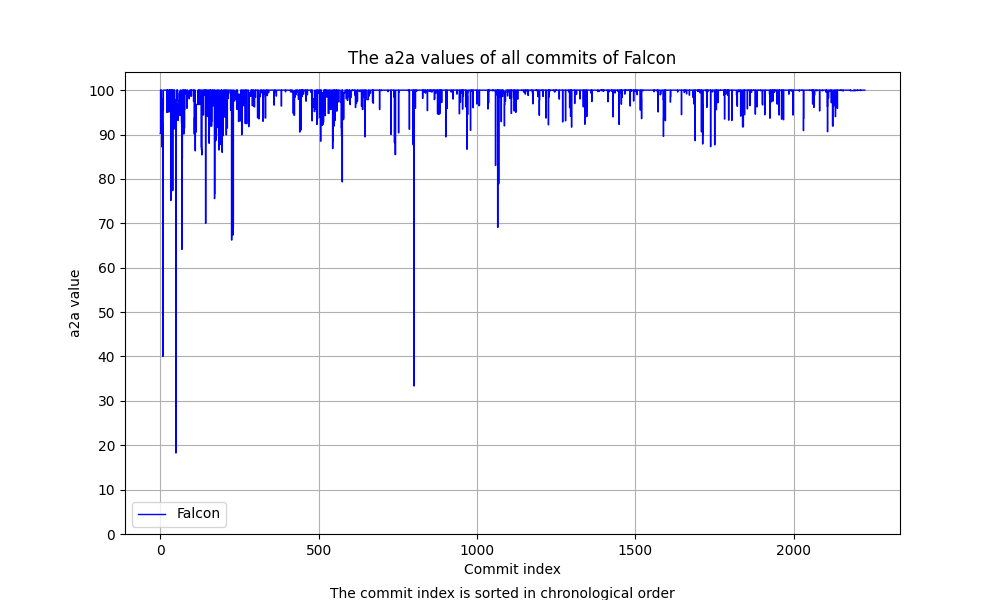 The a2a values of all commits of Falcon
100
90
80
70
60
50
40
30
20
10
0
a2a value
Falcon
0 500 1000 1500 2000
Commit index
The commit index is sorted in chronological order